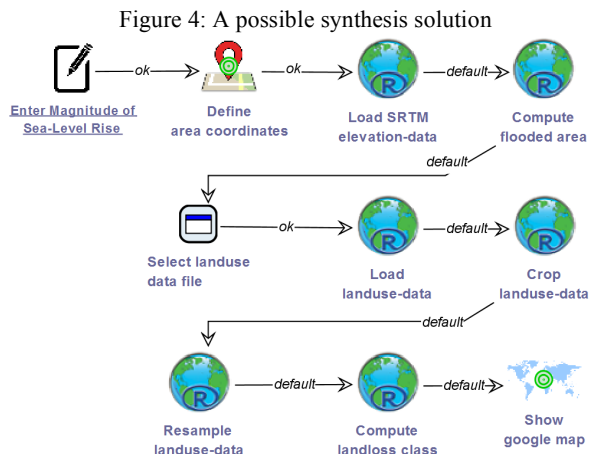 Figure 4: A possible synthesis solution
ok
ok
default
Enter Magnitude of
Sea-Level Rise
Define
area coordinates
Load SRTM
elevation-data
Compute
flooded area
R
R
default
ok
default
Select landuse
data file
Load
landuse-data
Crop
landuse-data
R
R
default
default
default
Resample
landuse-data
Compute
landloss class
Show
google map
R
R